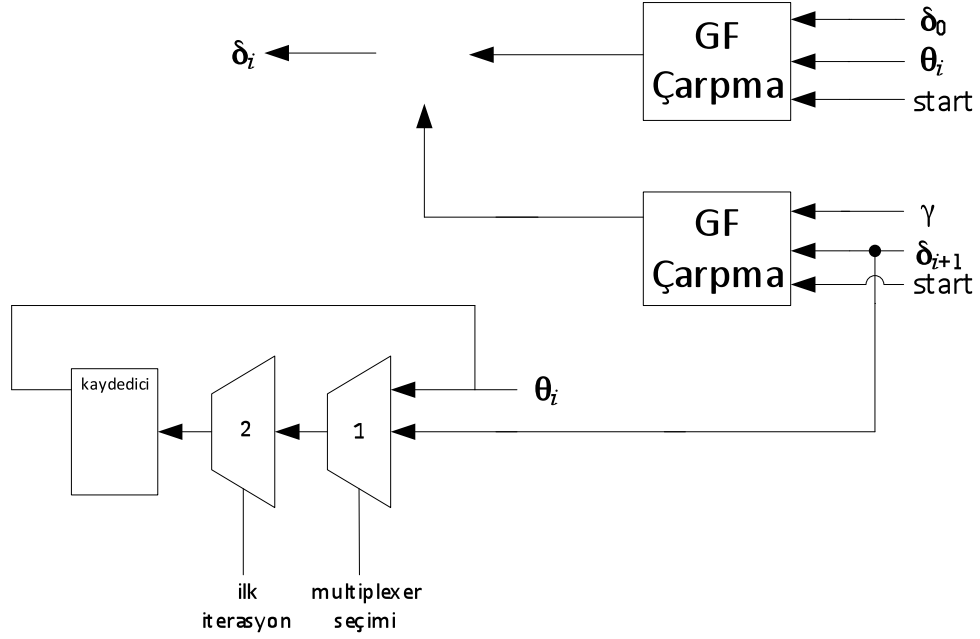 δi
GF
Çarpma
δ0
θi
start
GF
Çarpma
γ
δi+1
start
kaydedici
2
1
θi
ilk
iterasyon
multiplexer
seçimi